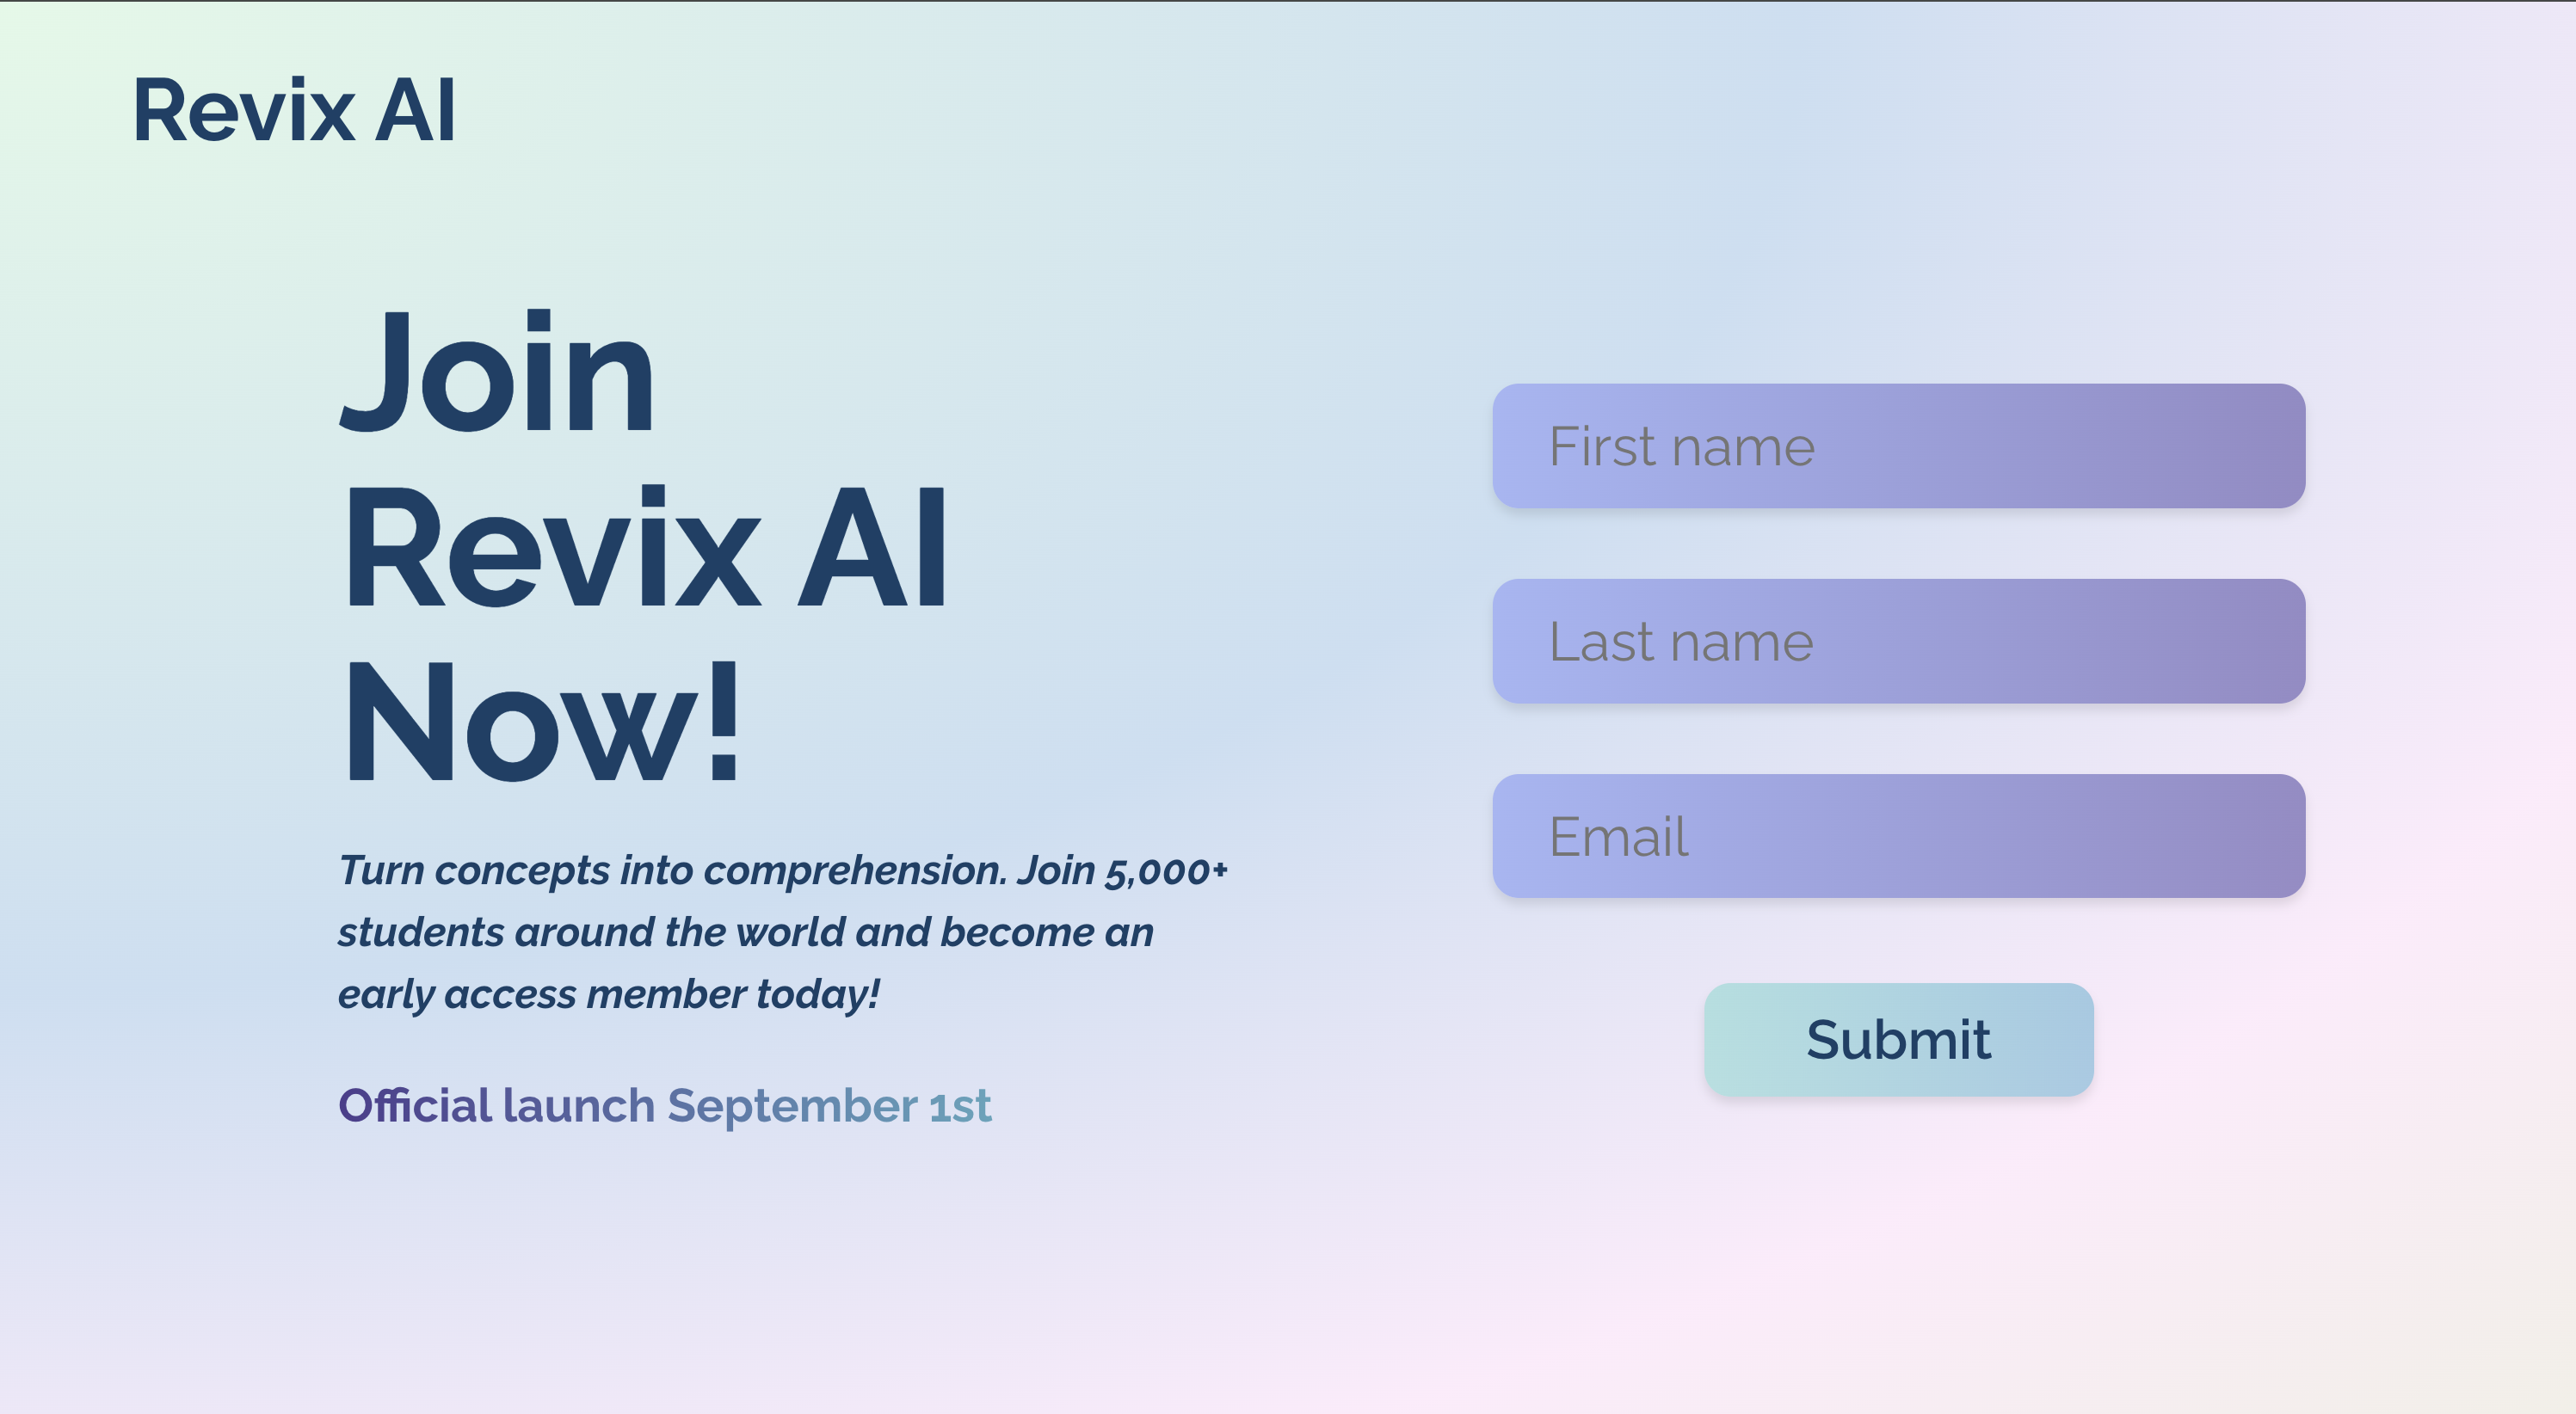 Revix AI
Join
Revix AI
Now!
Turn concepts into comprehension. Join 5,000+
students around the world and become an
early access member today!
Official launch September 1st
First name
Last name
Email
Submit